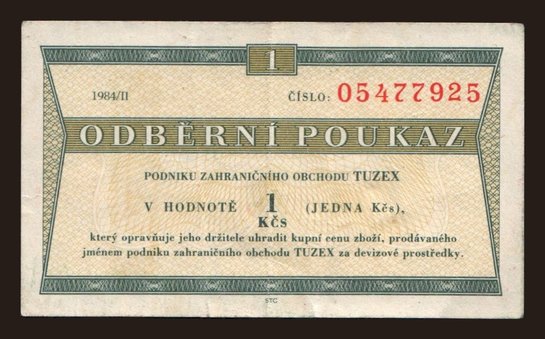 1
1984/II
ČÍSLO: 05477925
ODBĚRNÍ POUKAZ
PODNIKU ZAHRANIČNÍHO OBCHODU TUZEX
V HODNOTĚ 1 Kčs (JEDNA Kčs),
který opravňuje jeho držitele uhradit kupní cenu zboží, prodávaného
jménem podniku zahraničního obchodu TUZEX za devizové prostředky.
STC